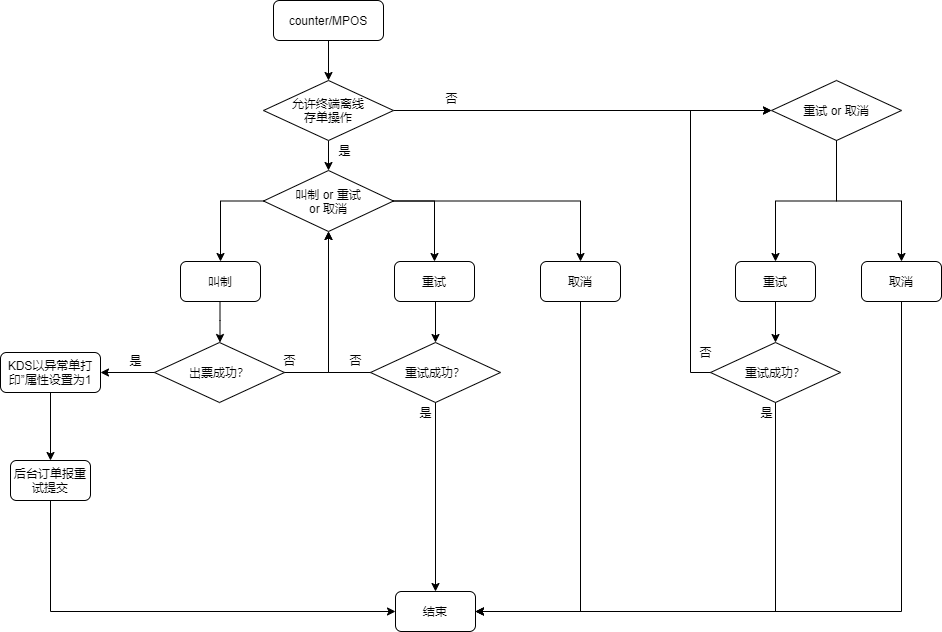 counter/MPOS
允许终端离线
存单操作
否
重试 or 取消
是
叫制 or 重试
or 取消
叫制
重试
取消
重试
取消
KDS以异常单打
印"属性设置为1
是
出票成功?
否
否
重试成功?
是
否
重试成功?
是
后台订单报重
试提交
结束